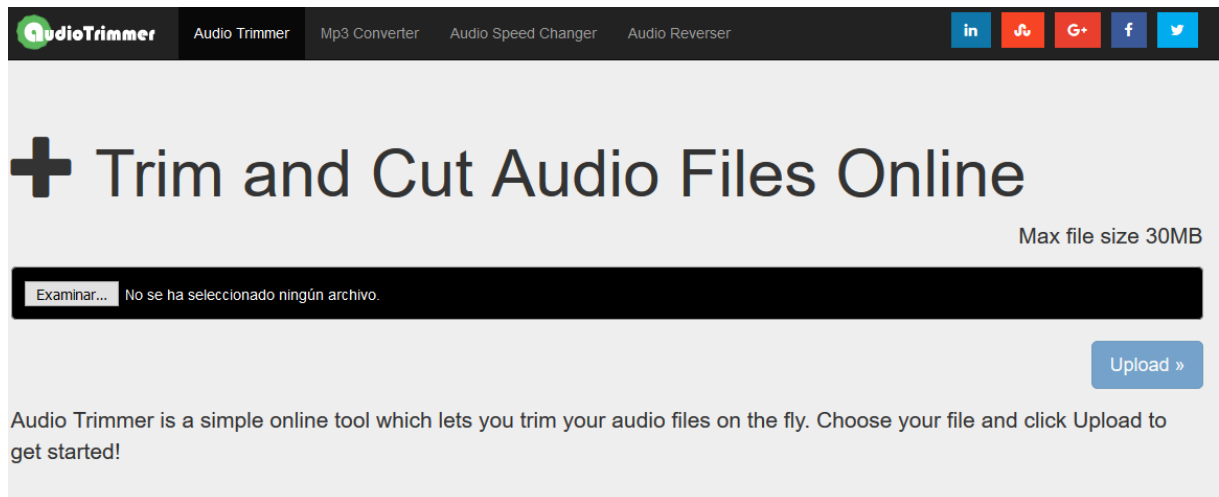 AudioTrimmer Audio Trimmer Mp3 Converter Audio Speed Changer Audio Reverser in G+ f
Trim and Cut Audio Files Online
Max file size 30MB
Examinar... No se ha seleccionado ningún archivo.
Upload »
Audio Trimmer is a simple online tool which lets you trim your audio files on the fly. Choose your file and click Upload to
get started!